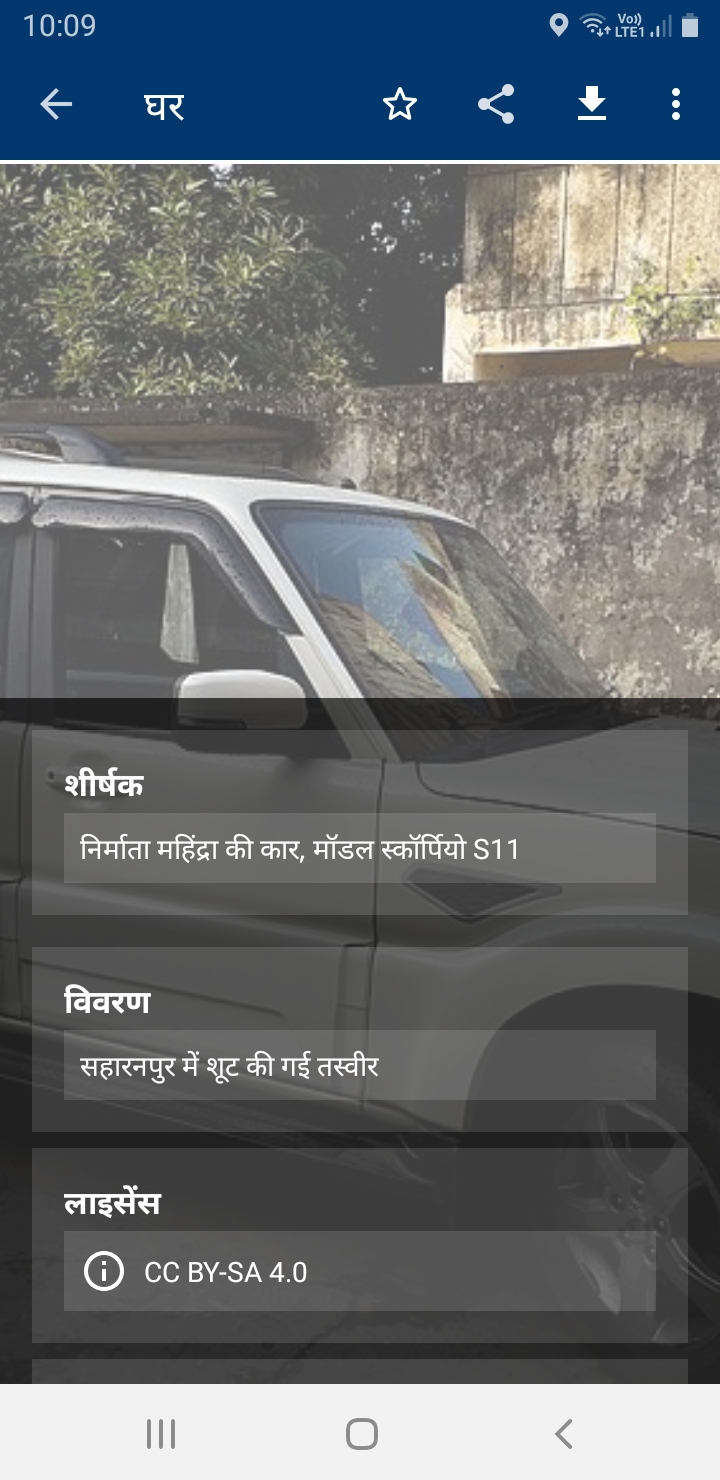 10:09
Vo))
LTE1
घर
शीर्षक
निर्माता महिंद्रा की कार, मॉडल स्कॉर्पियो S11
विवरण
सहारनपुर में शूट की गई तस्वीर
लाइसेंस
CC BY-SA 4.0